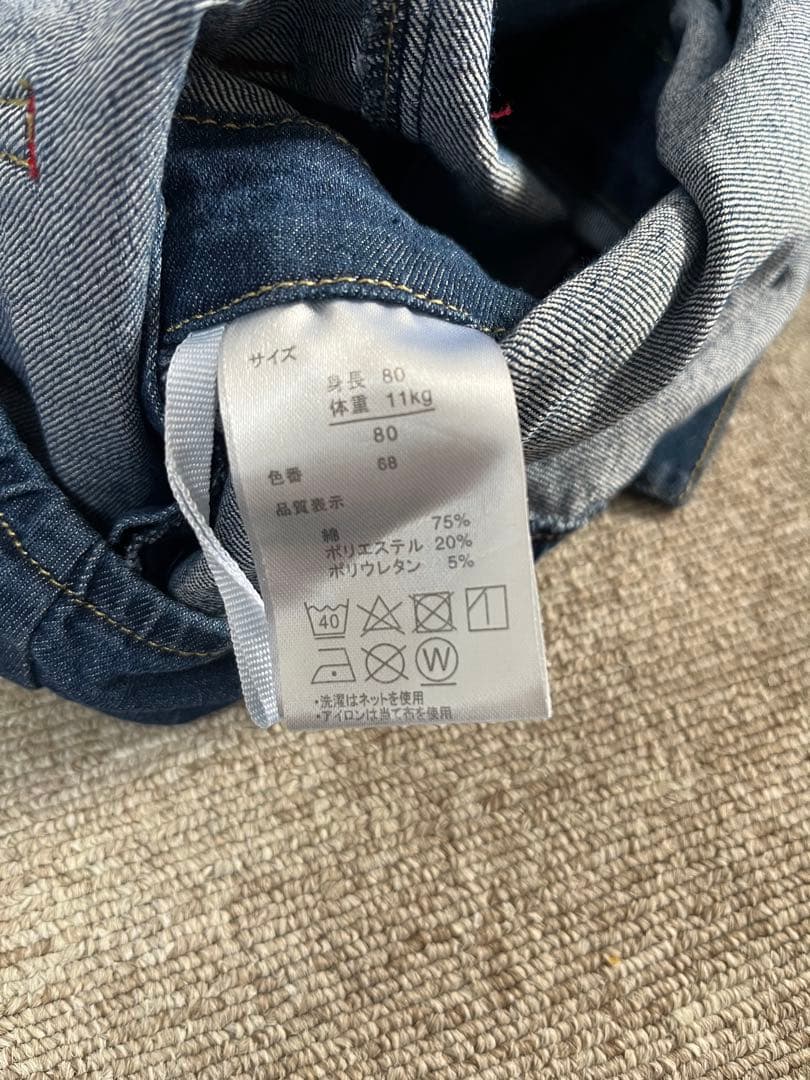 サイズ
身長 80
体重 11kg
80
色番 68
品質表示
綿 75%
ポリエステル 20%
ポリウレタン 5%
40
W
・洗濯はネットを使用
・アイロンは当て布を使用